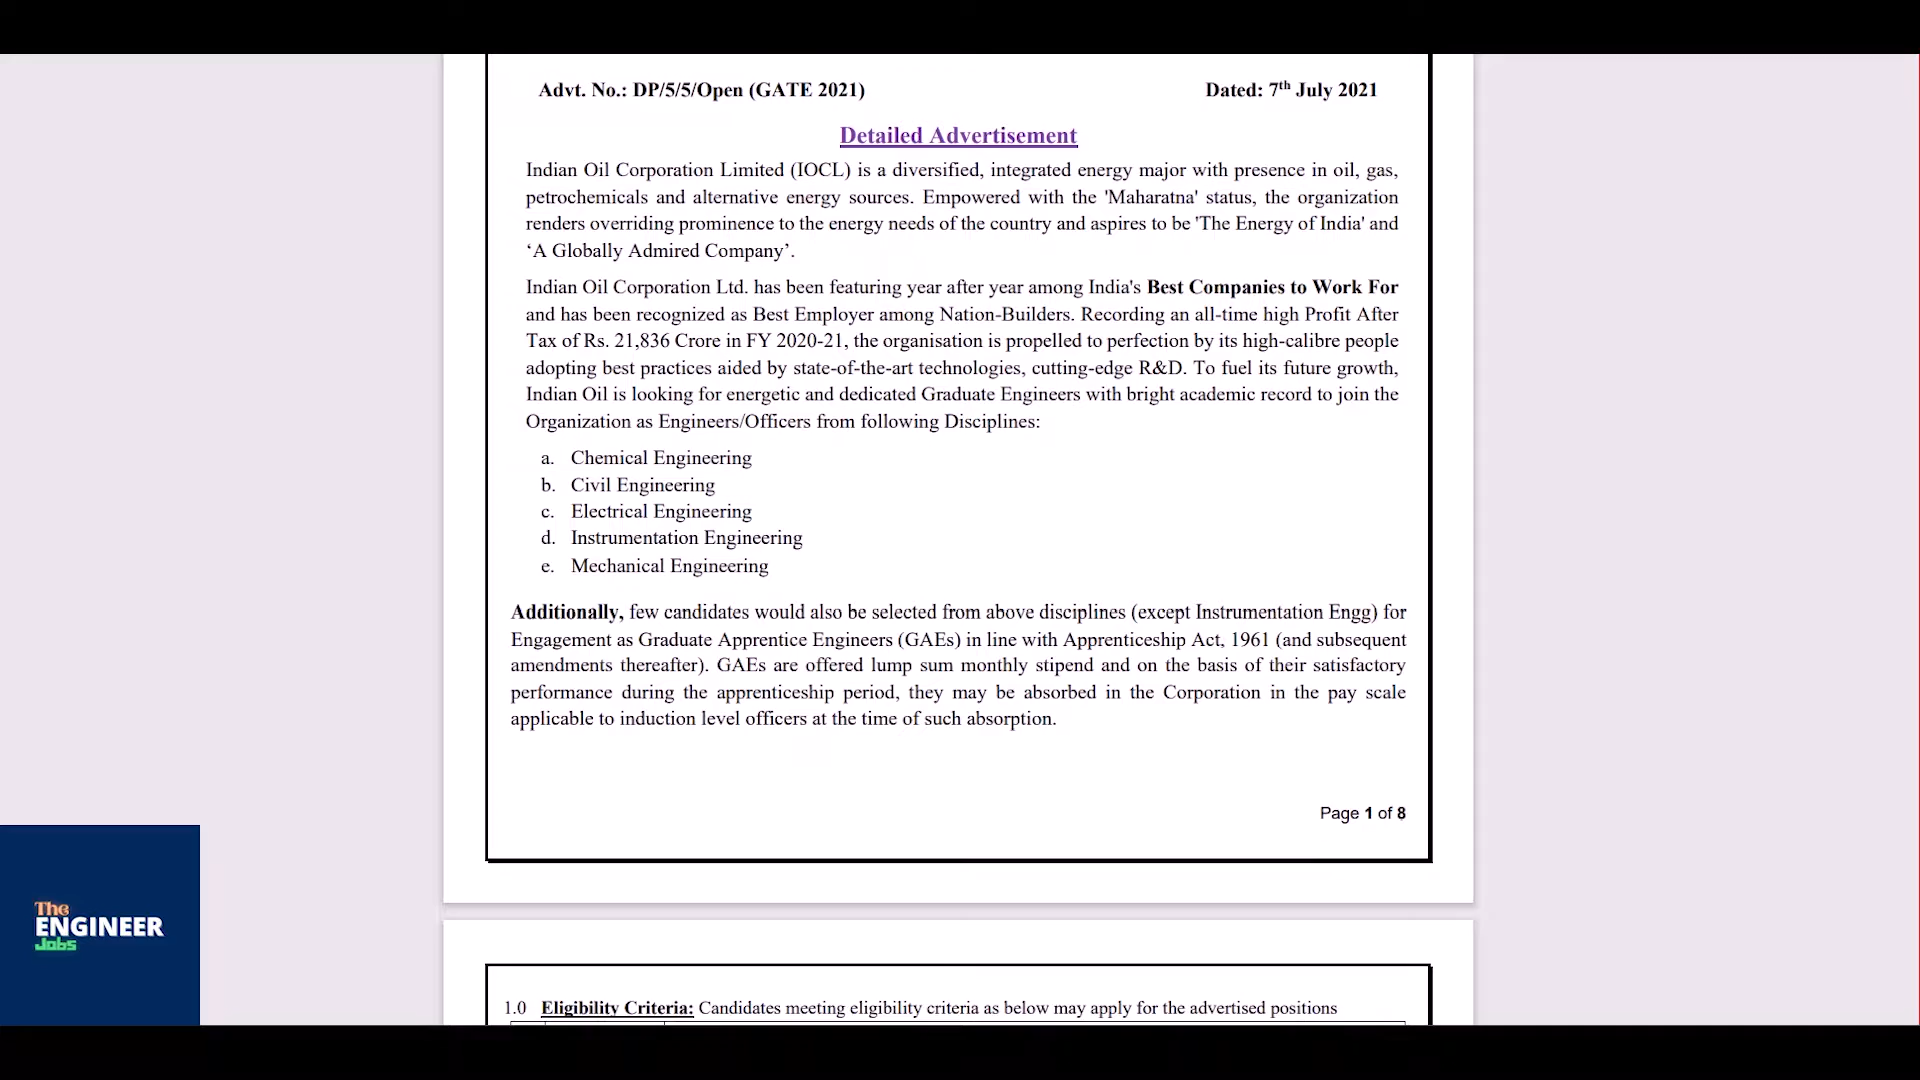 Advt. No.: DP/5/5/Open (GATE 2021) Dated: 7th July 2021
Detailed Advertisement
Indian Oil Corporation Limited (IOCL) is a diversified, integrated energy major with presence in oil, gas,
petrochemicals and alternative energy sources. Empowered with the 'Maharatna' status, the organization
renders overriding prominence to the energy needs of the country and aspires to be 'The Energy of India' and
‘A Globally Admired Company’.
Indian Oil Corporation Ltd. has been featuring year after year among India's Best Companies to Work For
and has been recognized as Best Employer among Nation-Builders. Recording an all-time high Profit After
Tax of Rs. 21,836 Crore in FY 2020-21, the organisation is propelled to perfection by its high-calibre people
adopting best practices aided by state-of-the-art technologies, cutting-edge R&D. To fuel its future growth,
Indian Oil is looking for energetic and dedicated Graduate Engineers with bright academic record to join the
Organization as Engineers/Officers from following Disciplines:
a. Chemical Engineering
b. Civil Engineering
c. Electrical Engineering
d. Instrumentation Engineering
e. Mechanical Engineering
Additionally, few candidates would also be selected from above disciplines (except Instrumentation Engg) for
Engagement as Graduate Apprentice Engineers (GAEs) in line with Apprenticeship Act, 1961 (and subsequent
amendments thereafter). GAEs are offered lump sum monthly stipend and on the basis of their satisfactory
performance during the apprenticeship period, they may be absorbed in the Corporation in the pay scale
applicable to induction level officers at the time of such absorption.
Page 1 of 8
The
ENGINEER
Jobs
1.0 Eligibility Criteria: Candidates meeting eligibility criteria as below may apply for the advertised positions